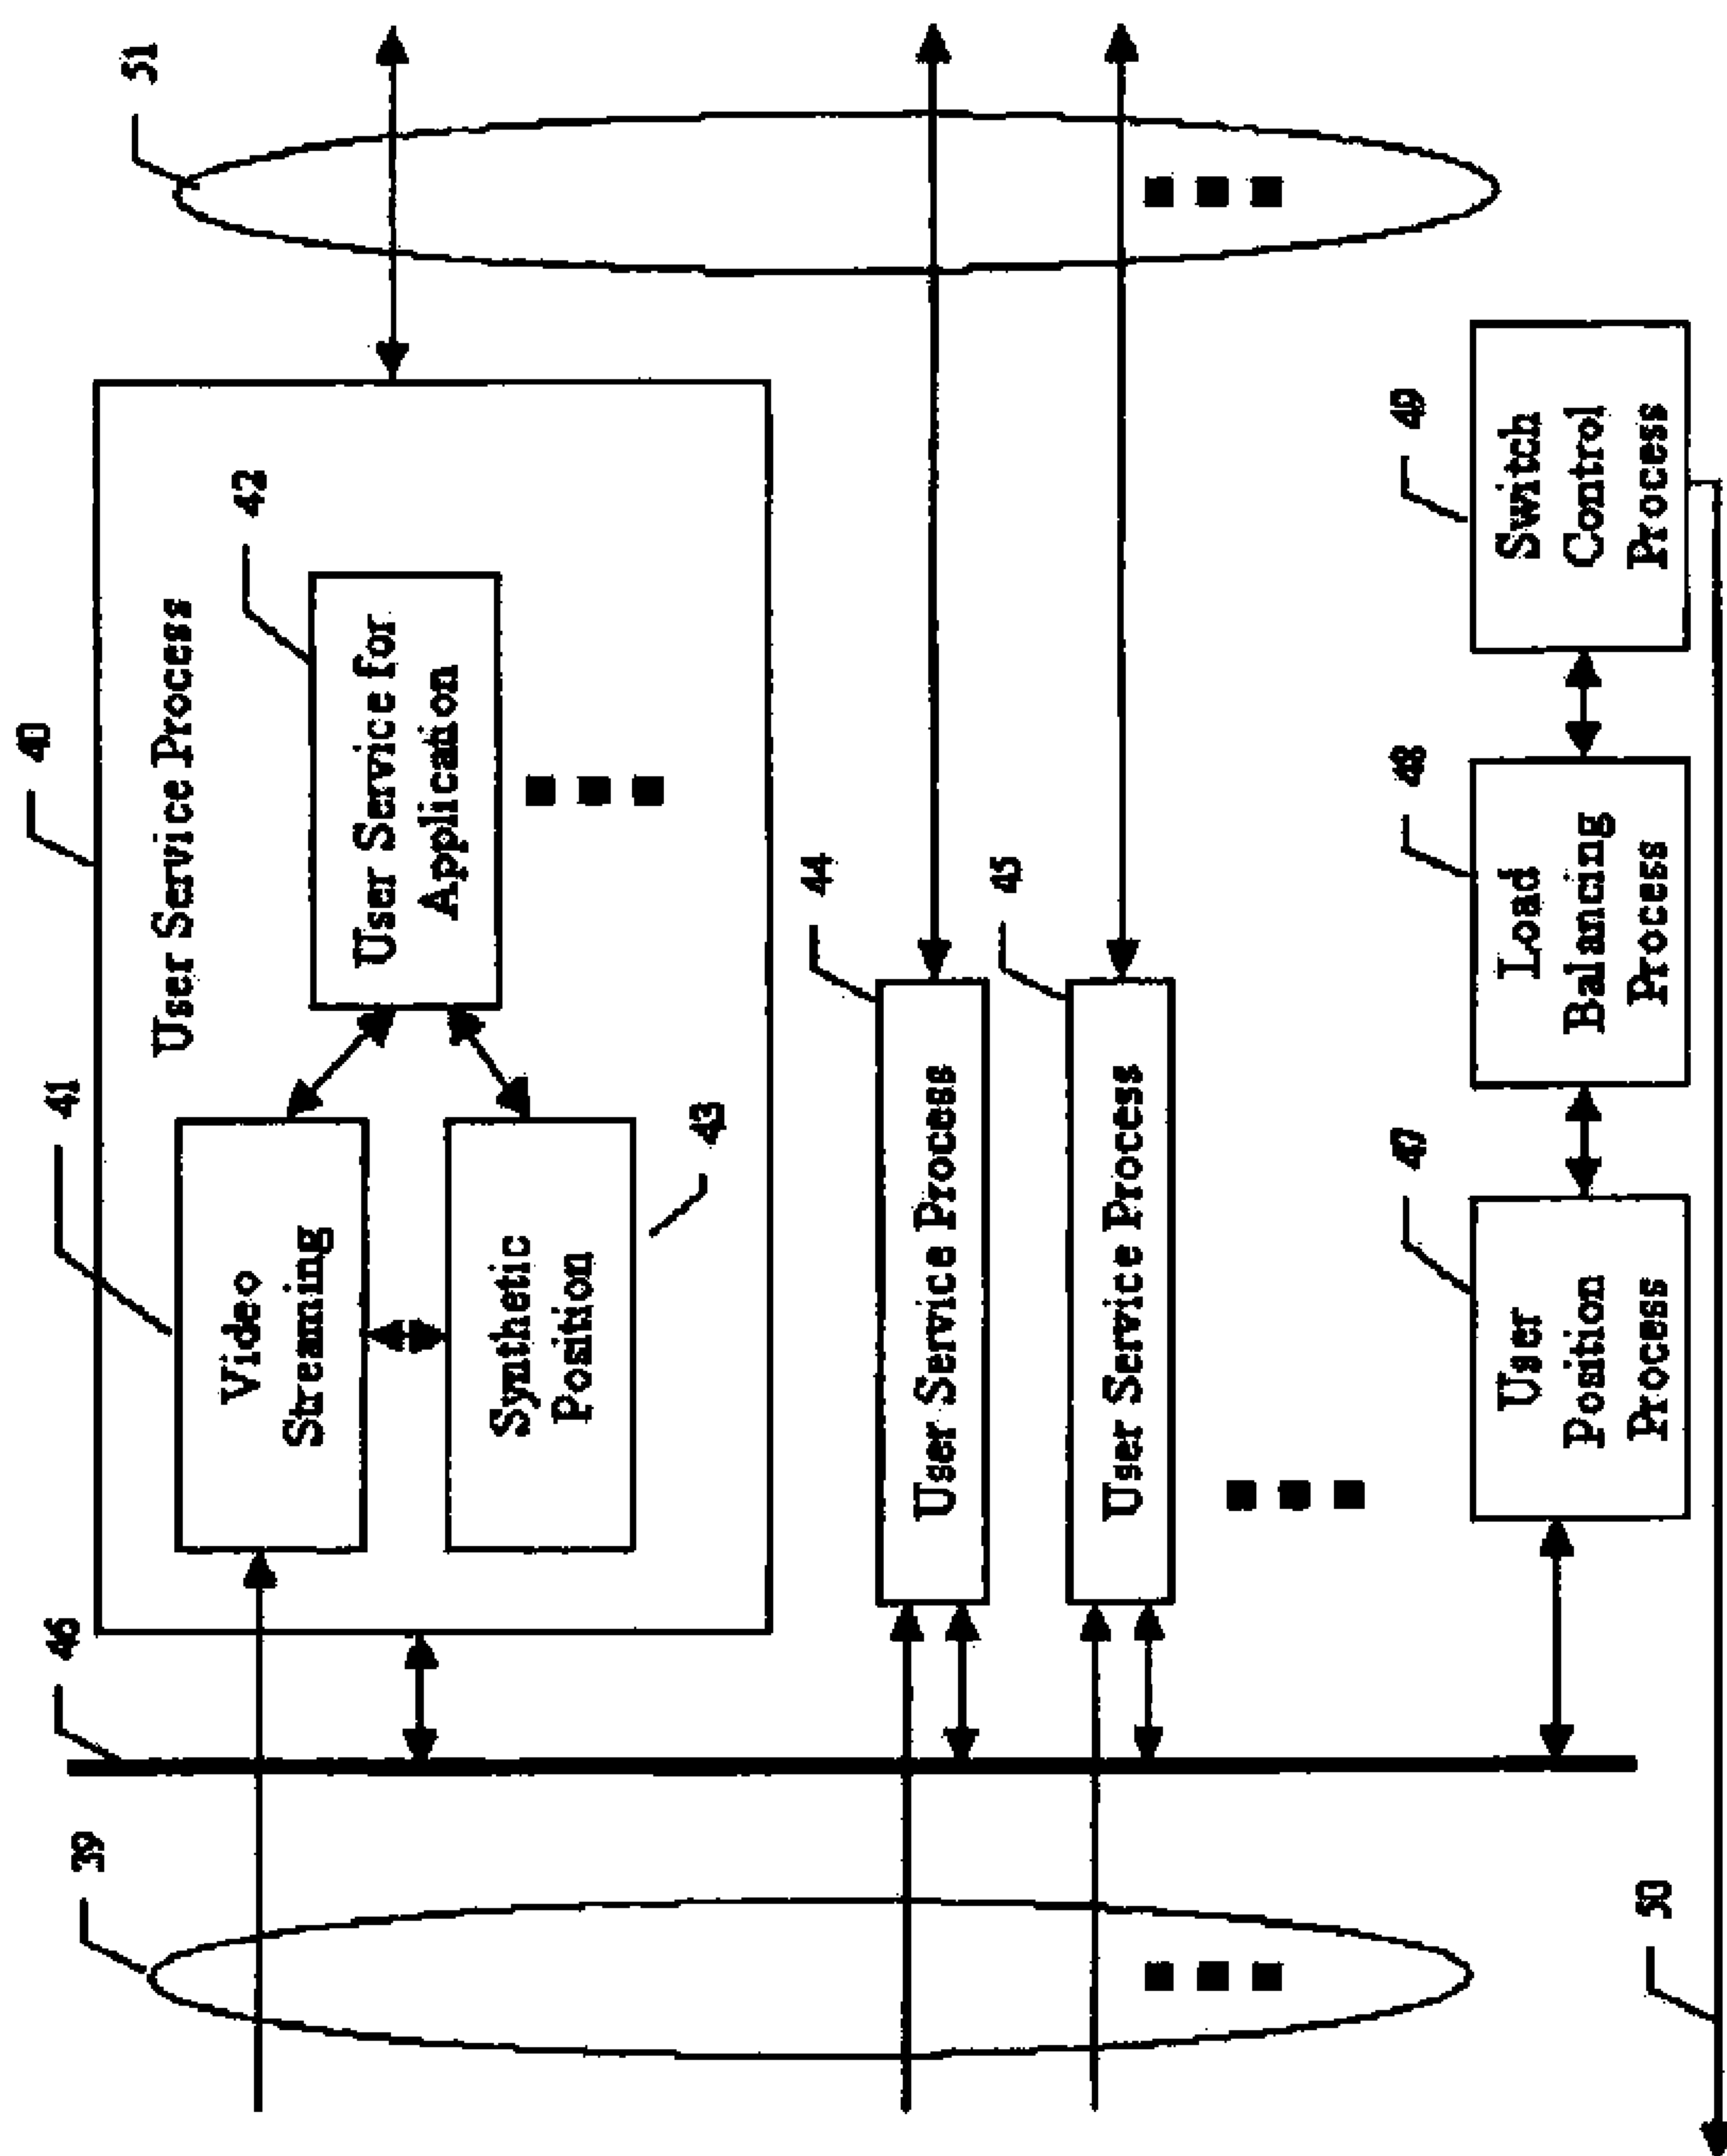 39
46
41
40
51
User Service Process
Video
Streaming
42
User Service for
Application
Synthetic
Position
43
44
User Service Process
45
User Service Process
47
User
Position
Process
48
Load
Balancing
Process
49
Switch
Control
Process
50